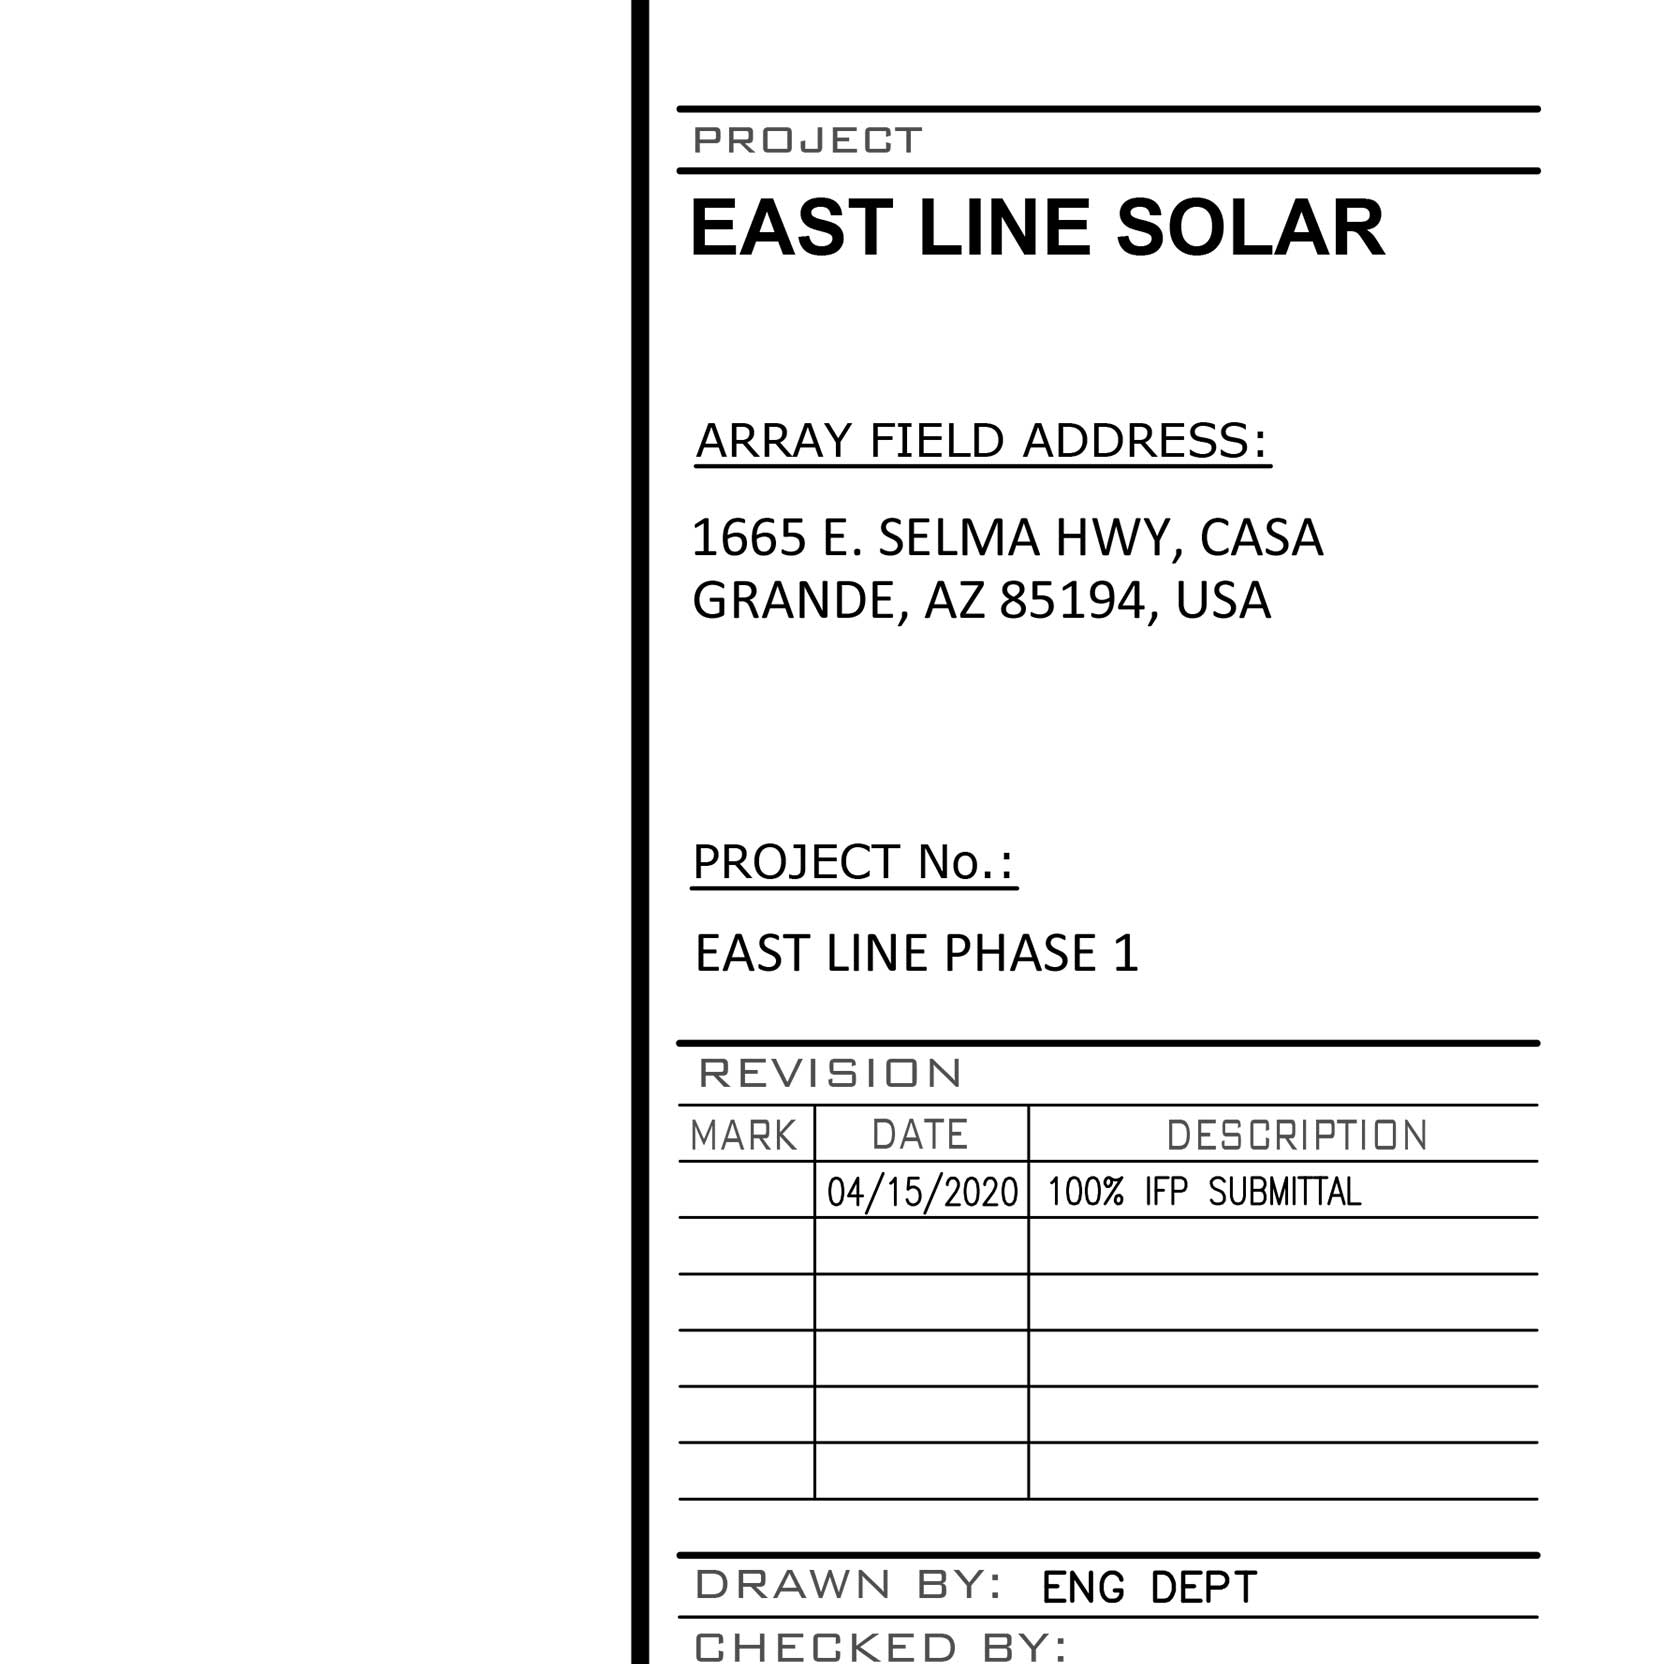 PROJECT
EAST LINE SOLAR
ARRAY FIELD ADDRESS:
1665 E. SELMA HWY, CASA
GRANDE, AZ 85194, USA
PROJECT No.:
EAST LINE PHASE 1
REVISION
MARK DATE DESCRIPTION
04/15/2020 100% IFP SUBMITTAL
DRAWN BY: ENG DEPT
CHECKED BY: